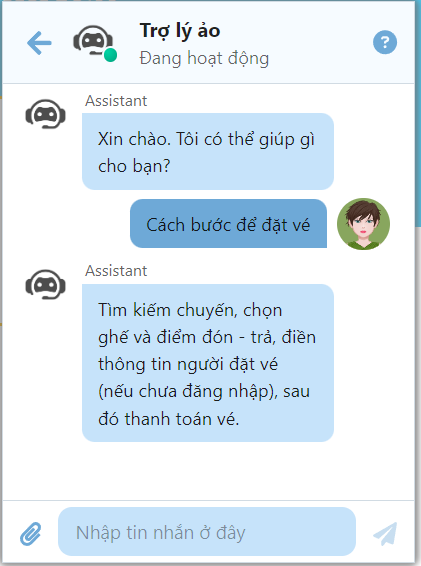 Trợ lý ảo
Đang hoạt động
?
Assistant
Xin chào. Tôi có thể giúp gì
cho bạn?
Cách bước để đặt vé
Assistant
Tìm kiếm chuyến, chọn
ghế và điểm đón - trả, điền
thông tin người đặt vé
(nếu chưa đăng nhập), sau
đó thanh toán vé.
Nhập tin nhắn ở đây